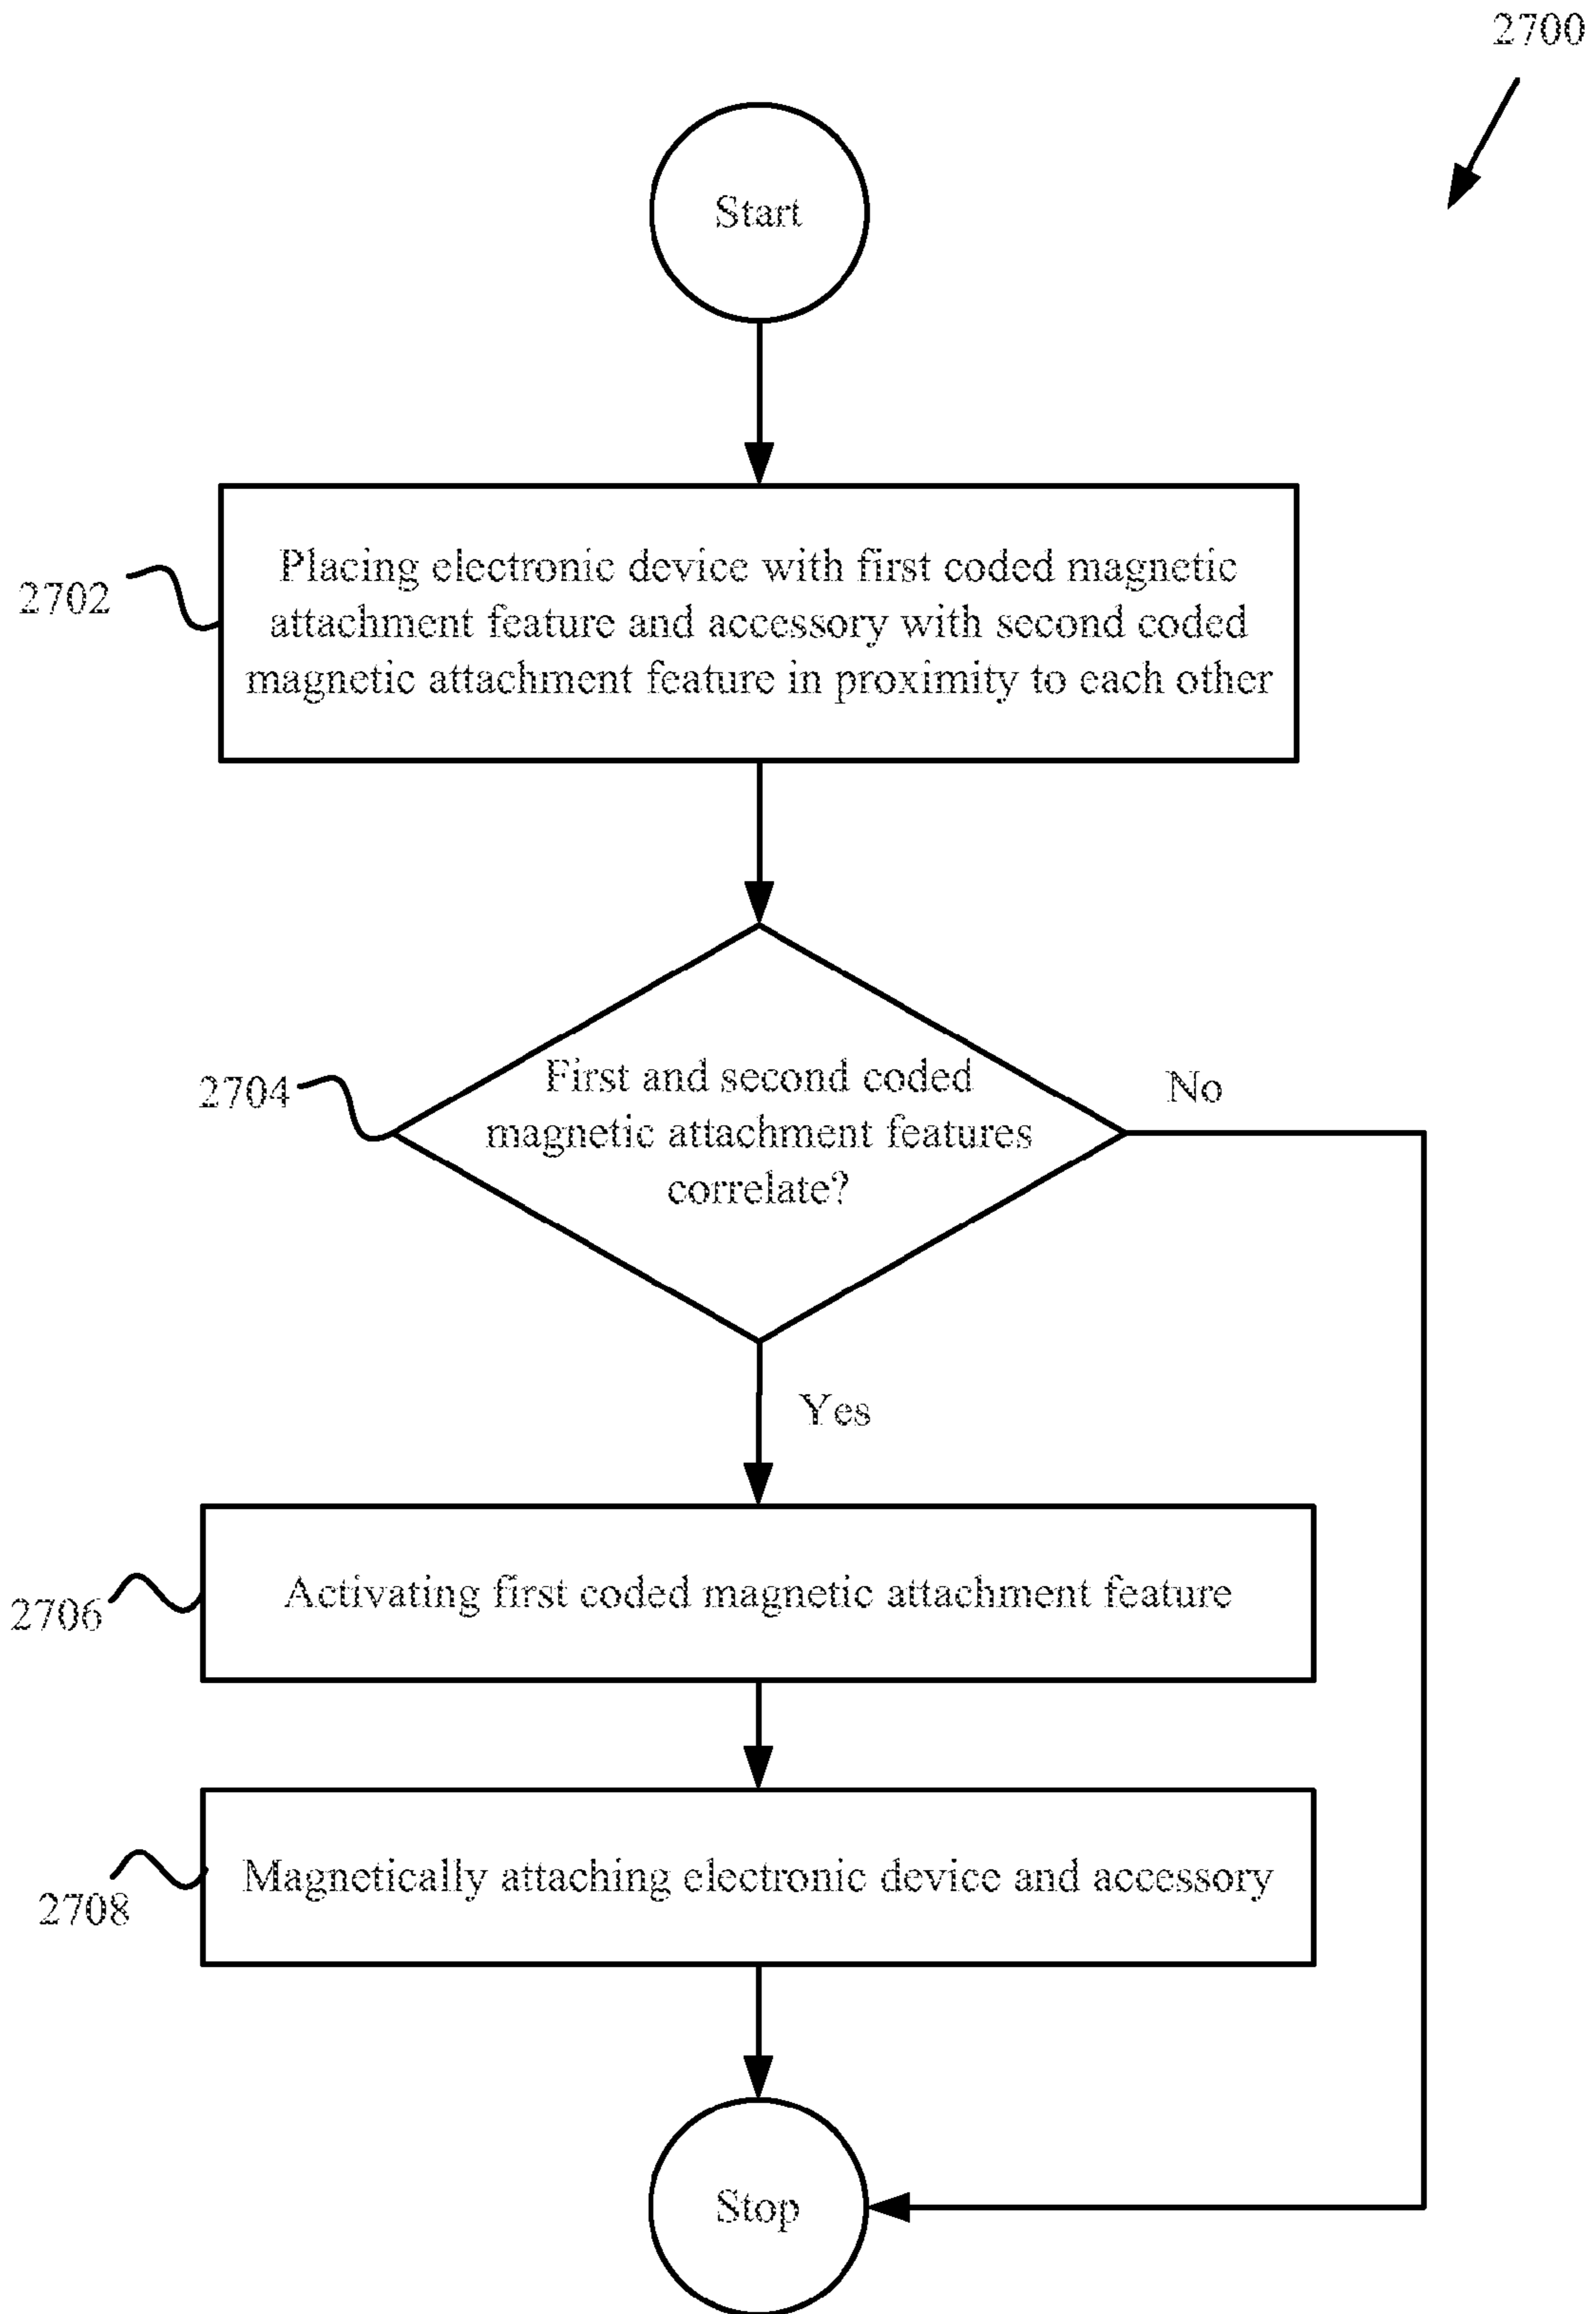 2700
Start
2702
Placing electronic device with first coded magnetic
attachment feature and accessory with second coded
magnetic attachment feature in proximity to each other
2704
First and second coded
magnetic attachment features
correlate?
No
Yes
2706
Activating first coded magnetic attachment feature
2708
Magnetically attaching electronic device and accessory
Stop